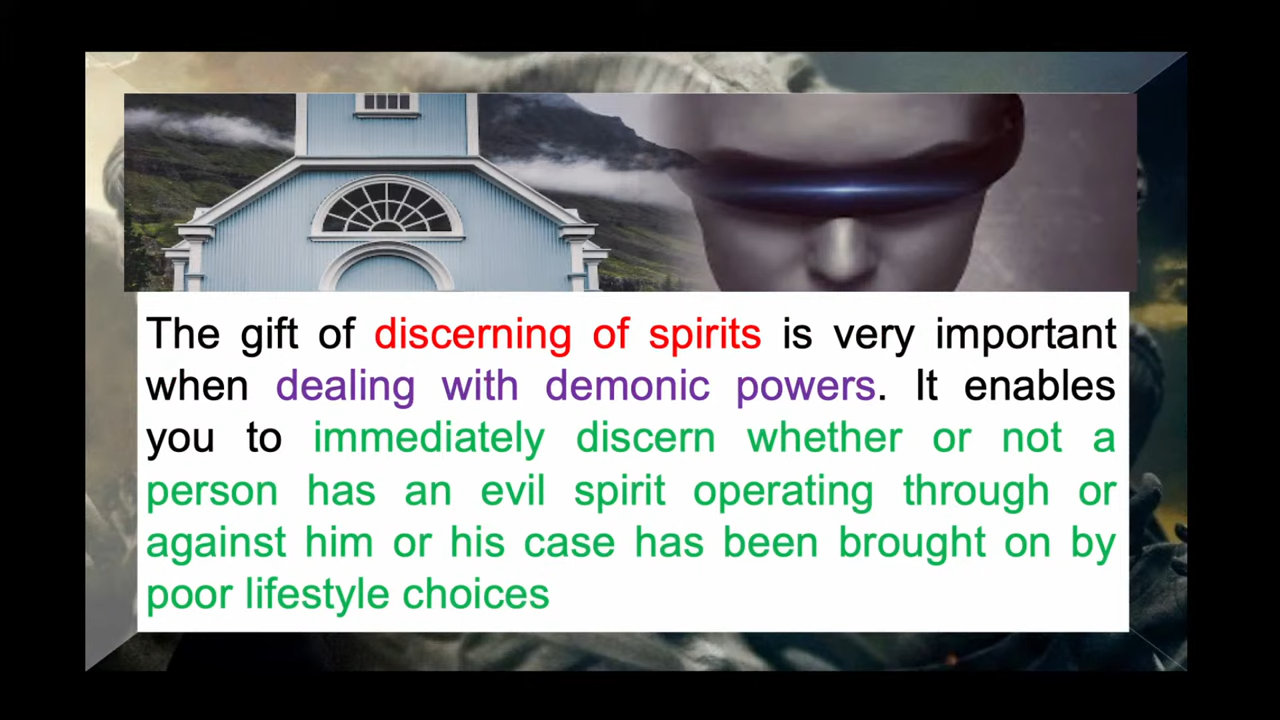 The gift of discerning of spirits is very important
when dealing with demonic powers. It enables
you to immediately discern whether or not a
person has an evil spirit operating through or
against him or his case has been brought on by
poor lifestyle choices